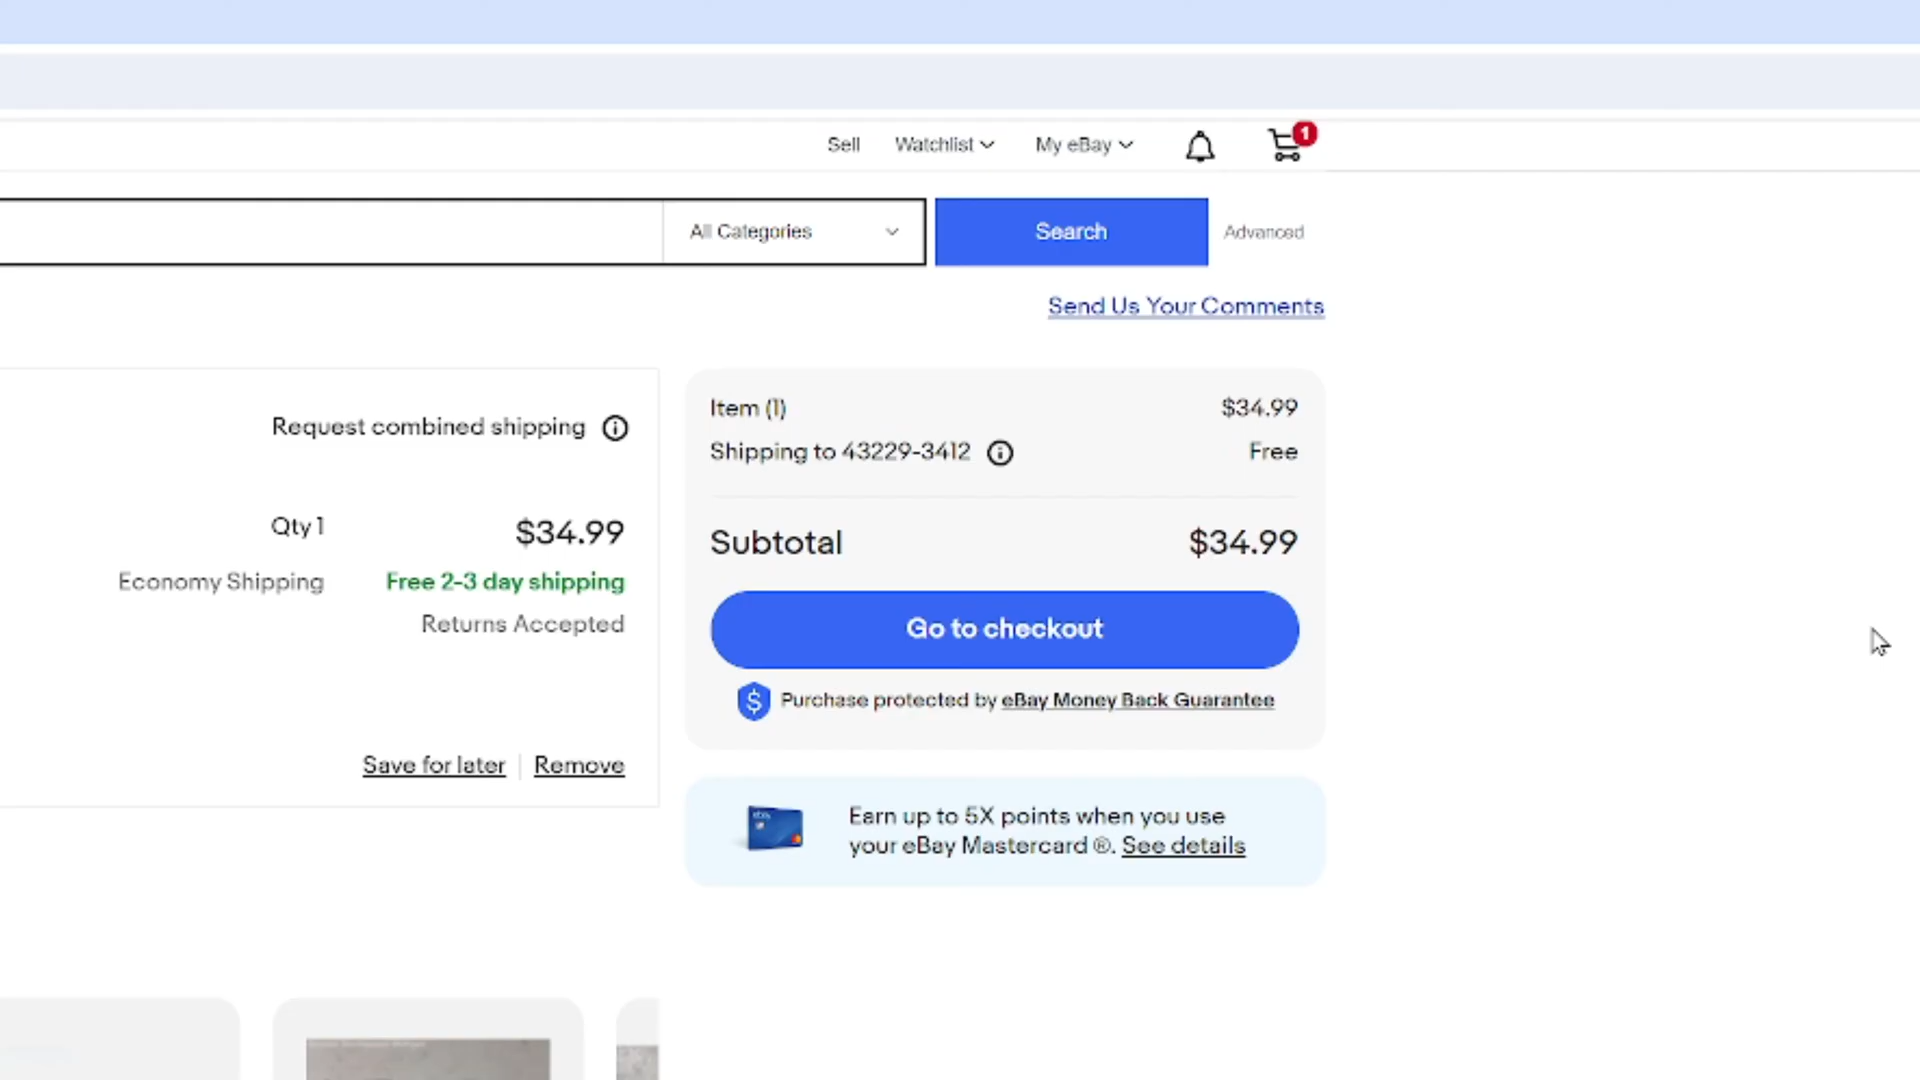 Sell Watchlist My eBay 1
All Categories Search Advanced
Send Us Your Comments
Request combined shipping
Qty 1 $34.99
Economy Shipping Free 2-3 day shipping
Returns Accepted
Save for later Remove
Item (1) $34.99
Shipping to 43229-3412 Free
Subtotal $34.99
Go to checkout
$ Purchase protected by eBay Money Back Guarantee
Earn up to 5X points when you use
your eBay Mastercard ®. See details